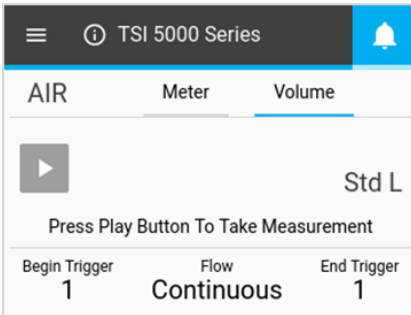 TSI 5000 Series
AIR Meter Volume
Std L
Press Play Button To Take Measurement
Begin Trigger Flow End Trigger
1 Continuous 1